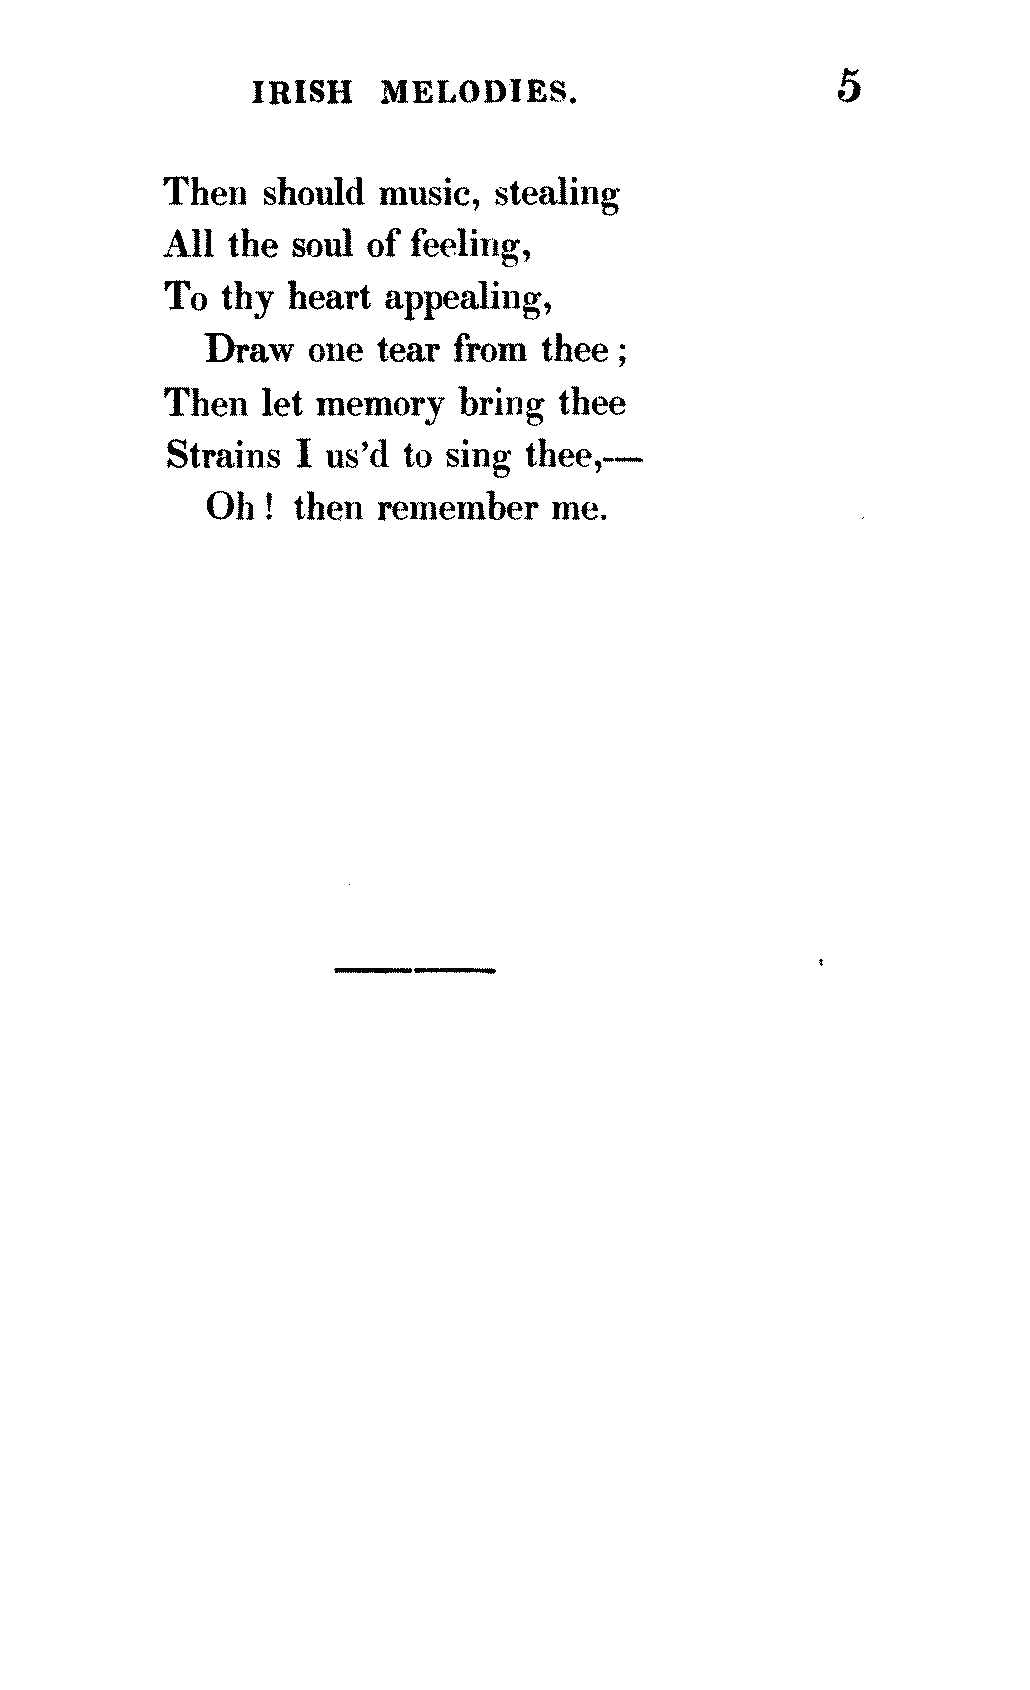 IRISH MELODIES. 5
Then should music, stealing
All the soul of feeling,
To thy heart appealing,
Draw one tear from thee;
Then let memory bring thee
Strains I us'd to sing thee,—
Oh! then remember me.